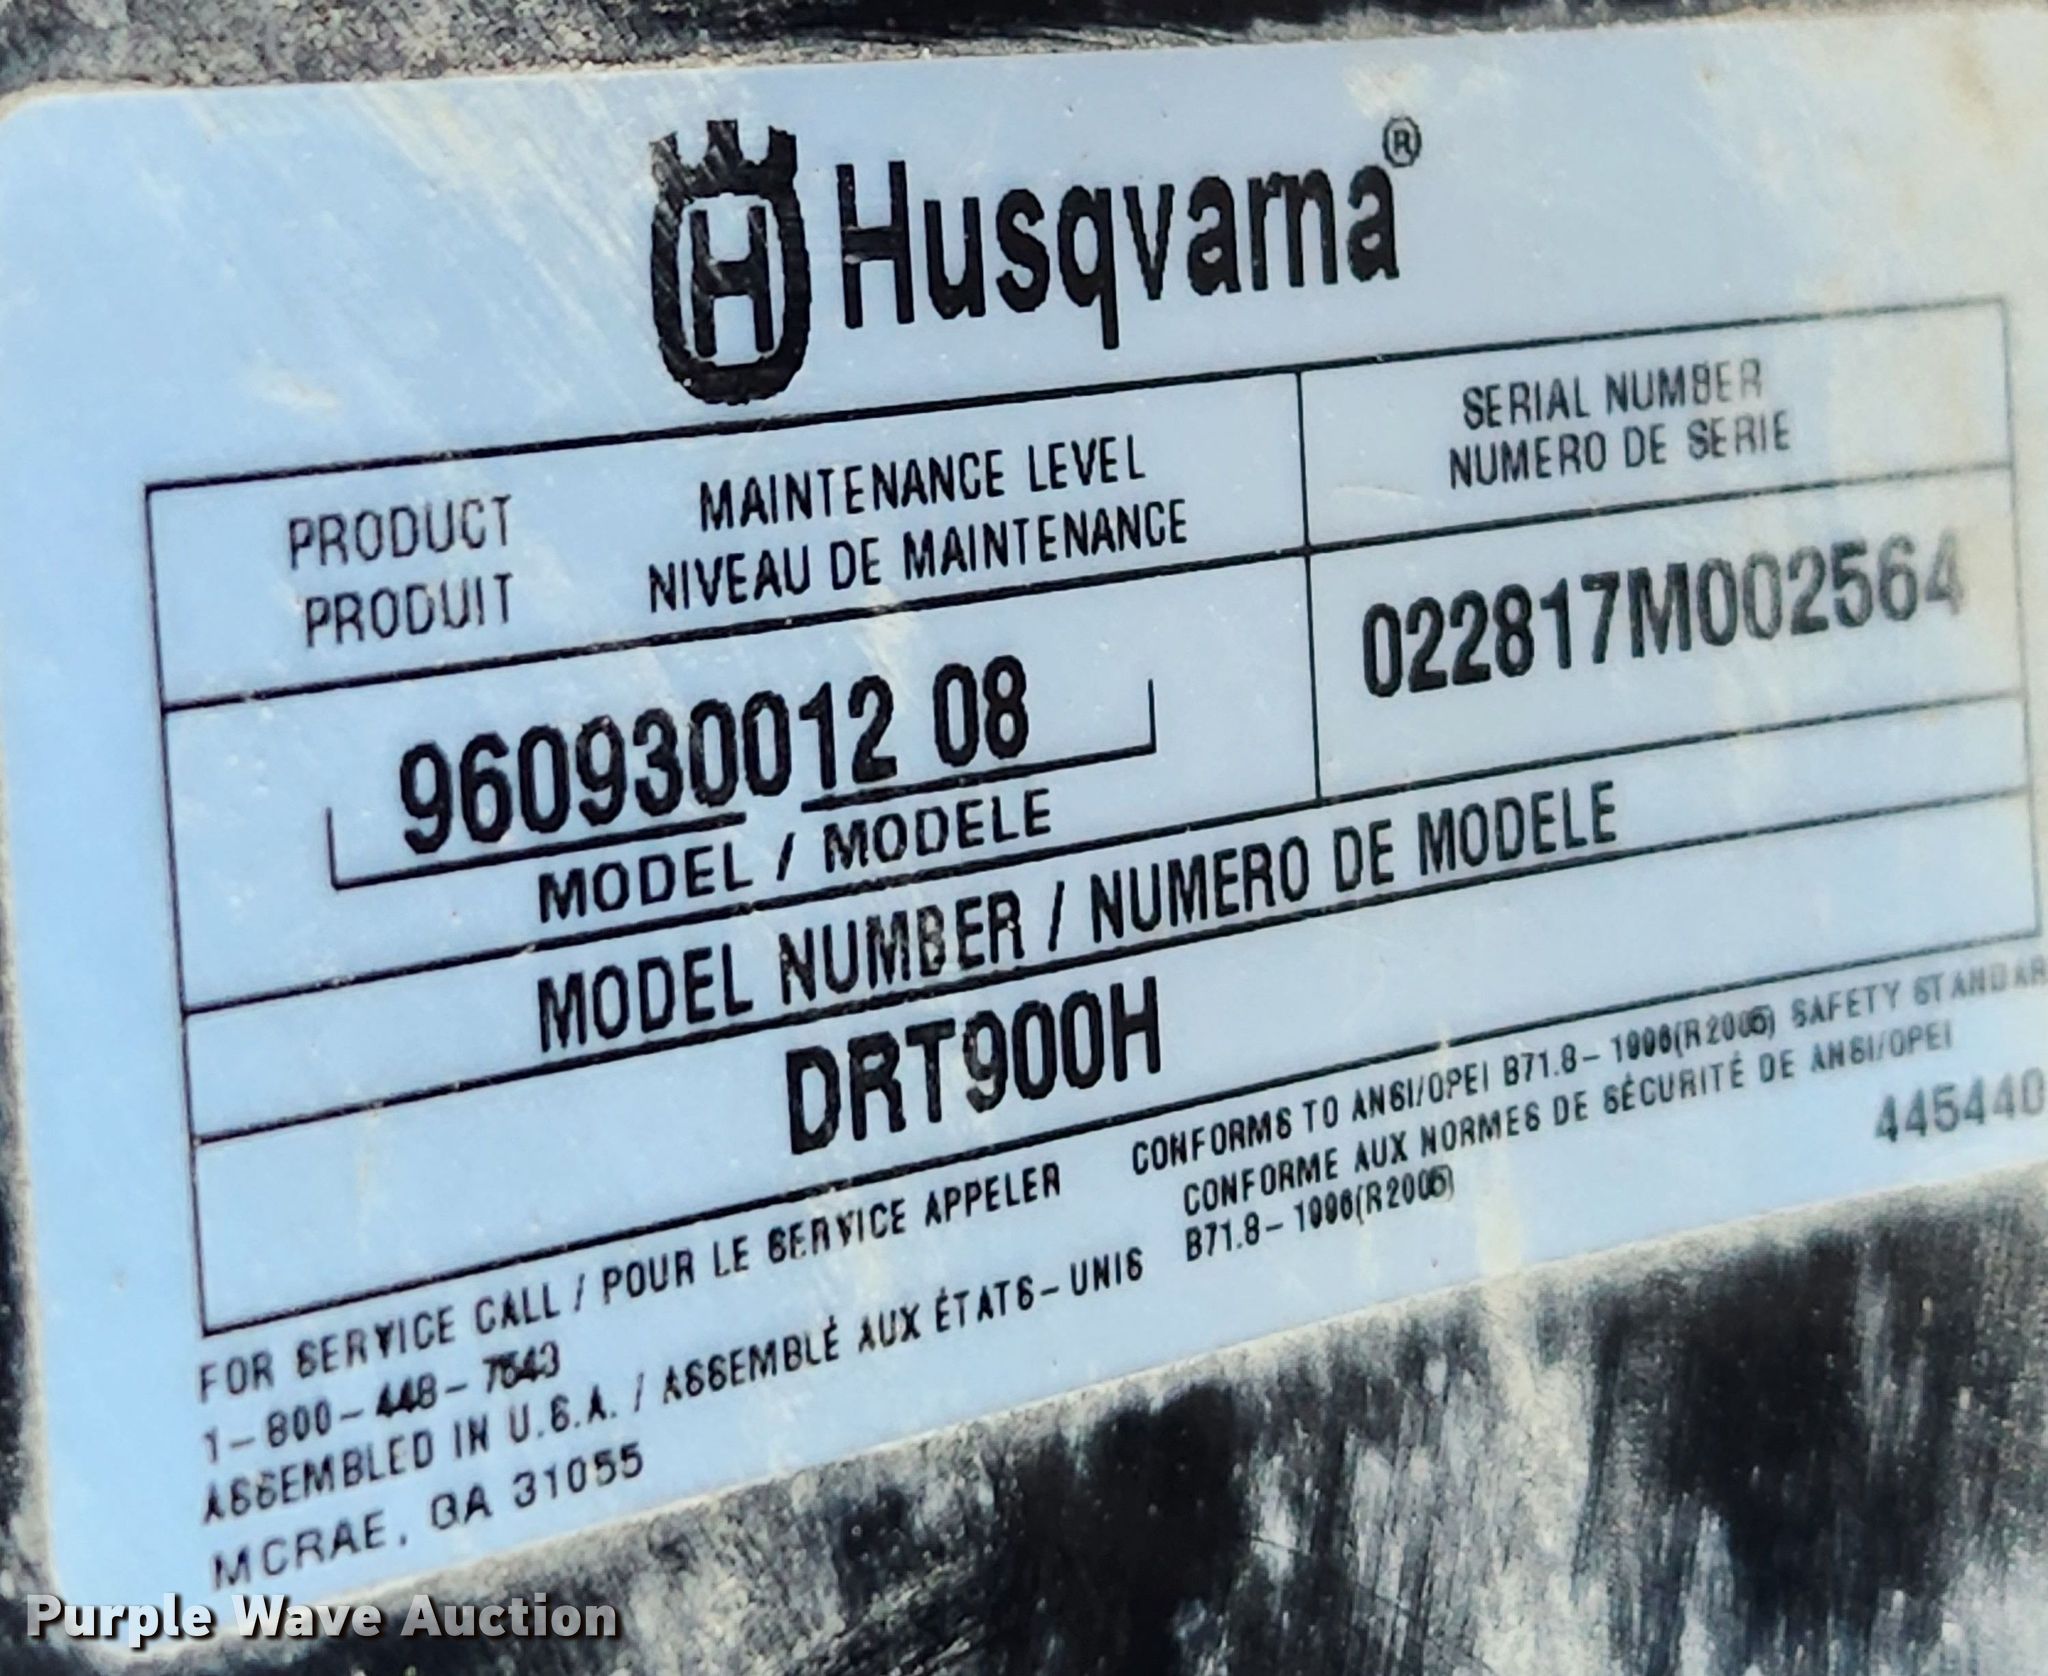 H Husqvarna®
PRODUCT
PRODUIT
MAINTENANCE LEVEL
NIVEAU DE MAINTENANCE
SERIAL NUMBER
NUMERO DE SERIE
960930012 08
022817M002564
MODEL / MODELE
MODEL NUMBER / NUMERO DE MODELE
DRT900H
FOR SERVICE CALL / POUR LE SERVICE APPELER
1-800-448-7543
ASSEMBLED IN U.S.A. / ASSEMBLÉ AUX ÉTATS-UNIS
MCRAE, GA 31055
CONFORMS TO ANSI/OPEI B71.8-1996(R2005) SAFETY STANDAR
CONFORME AUX NORMES DE SÉCURITÉ DE ANSI/OPEI
B71.8-1996(R2005)
445440
Purple Wave Auction